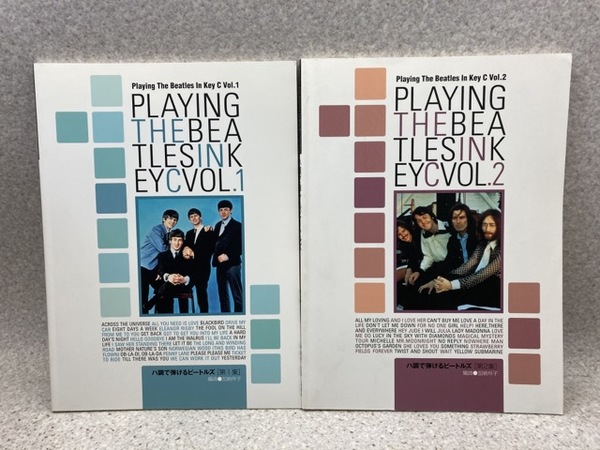 Playing The Beatles In Key C Vol.1
PLAYING
THEBEA
TLESINK
EYCVOL.1
ACROSS THE UNIVERSE ALL YOU NEED IS LOVE BLACKBIRD DRIVE MY
CAR EIGHT DAYS A WEEK ELEANOR RIGBY THE FOOL ON THE HILL
FROM ME TO YOU GET BACK GOT TO GET YOU INTO MY LIFE A HARD
DAY'S NIGHT HELLO GOODBYE I AM THE WALRUS I'LL BE BACK IN MY
LIFE I SAW HER STANDING THERE LET IT BE THE LONG AND WINDING
ROAD MOTHER NATURE'S SON NORWEGIAN WOOD (THIS BIRD HAS
FLOWN) OB-LA-DI, OB-LA-DA PENNY LANE PLEASE PLEASE ME TICKET
TO RIDE TILL THERE WAS YOU WE CAN WORK IT OUT YESTERDAY
ハ調で弾けるビートルズ [第1集]
Playing The Beatles In Key C Vol.2
PLAYING
THEBEA
TLESINK
EYCVOL.2
ALL MY LOVING AND I LOVE HER CAN'T BUY ME LOVE A DAY IN THE
LIFE DON'T LET ME DOWN FOR NO ONE GIRL HELP! HERE, THERE
AND EVERYWHERE HEY JUDE I WILL JULIA LADY MADONNA LOVE
ME DO LUCY IN THE SKY WITH DIAMONDS MAGICAL MYSTERY
TOUR MICHELLE MR.MOONLIGHT NO REPLY NOWHERE MAN
OCTOPUS'S GARDEN SHE LOVES YOU SOMETHING STRAWBERRY
FIELDS FOREVER TWIST AND SHOUT WAIT YELLOW SUBMARINE
ハ調で弾けるビートルズ [第2集]